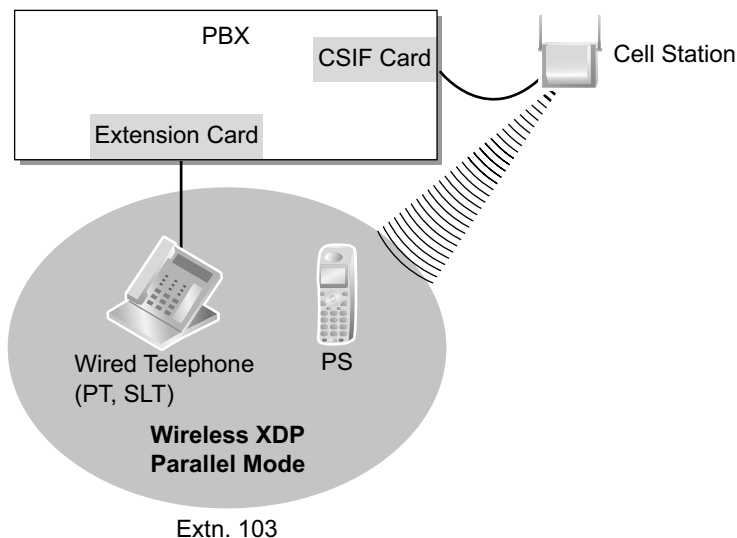 PBX
CSIF Card
Cell Station
Extension Card
Wired Telephone
(PT, SLT)
PS
Wireless XDP
Parallel Mode
Extn. 103